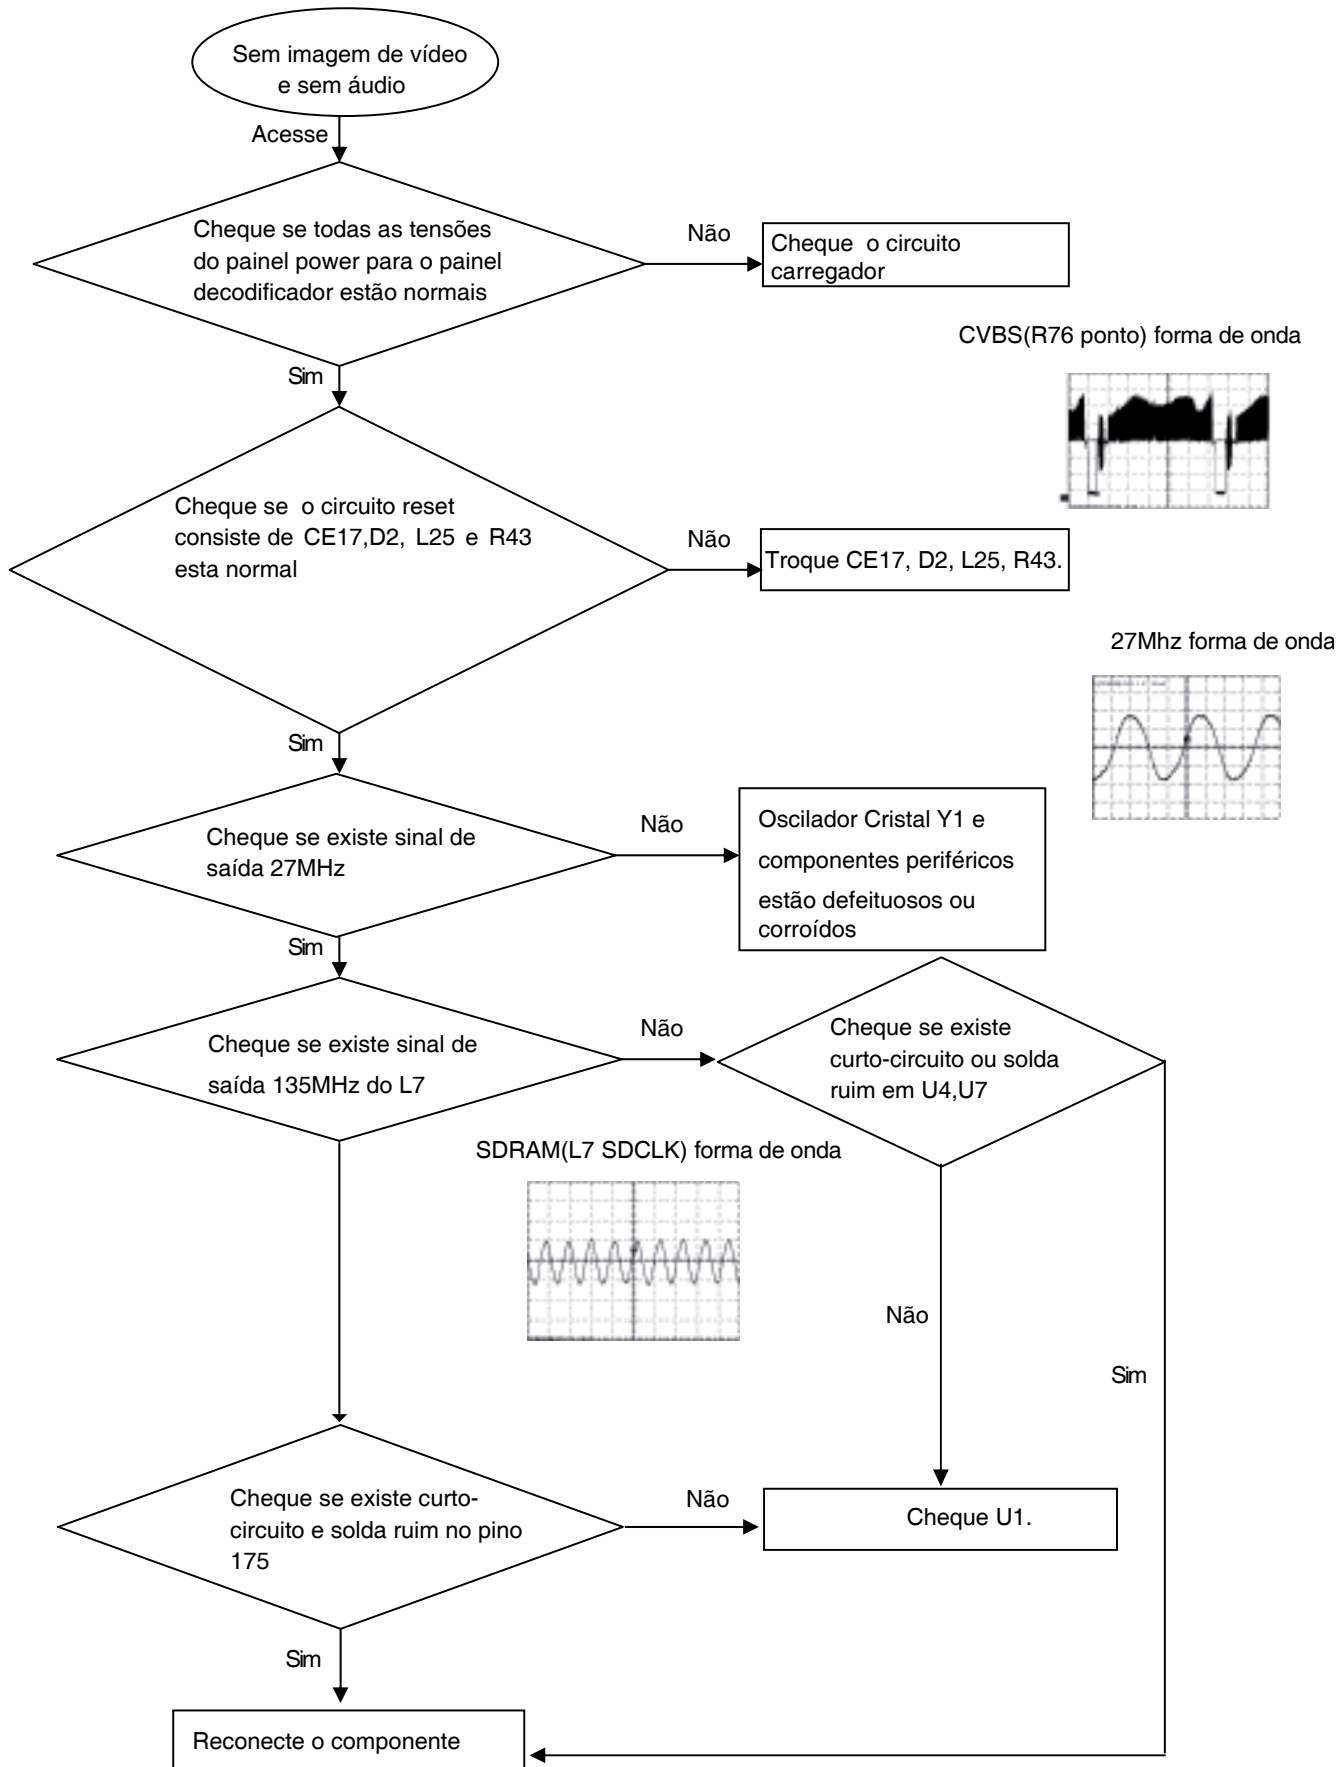 Sem imagem de vídeo
e sem áudio
Acesse
Cheque se todas as tensões
do painel power para o painel
decodificador estão normais
Não
Cheque o circuito
carregador
CVBS(R76 ponto) forma de onda
Sim
Cheque se o circuito reset
consiste de CE17,D2, L25 e R43
esta normal
Não
Troque CE17, D2, L25, R43.
27Mhz forma de onda
Sim
Cheque se existe sinal de
saída 27MHz
Não
Oscilador Cristal Y1 e
componentes periféricos
estão defeituosos ou
corroídos
Sim
Cheque se existe sinal de
saída 135MHz do L7
Não
Cheque se existe
curto-circuito ou solda
ruim em U4,U7
SDRAM(L7 SDCLK) forma de onda
Não
Sim
Cheque se existe curto-
circuito e solda ruim no pino
175
Não
Cheque U1.
Sim
Reconecte o componente